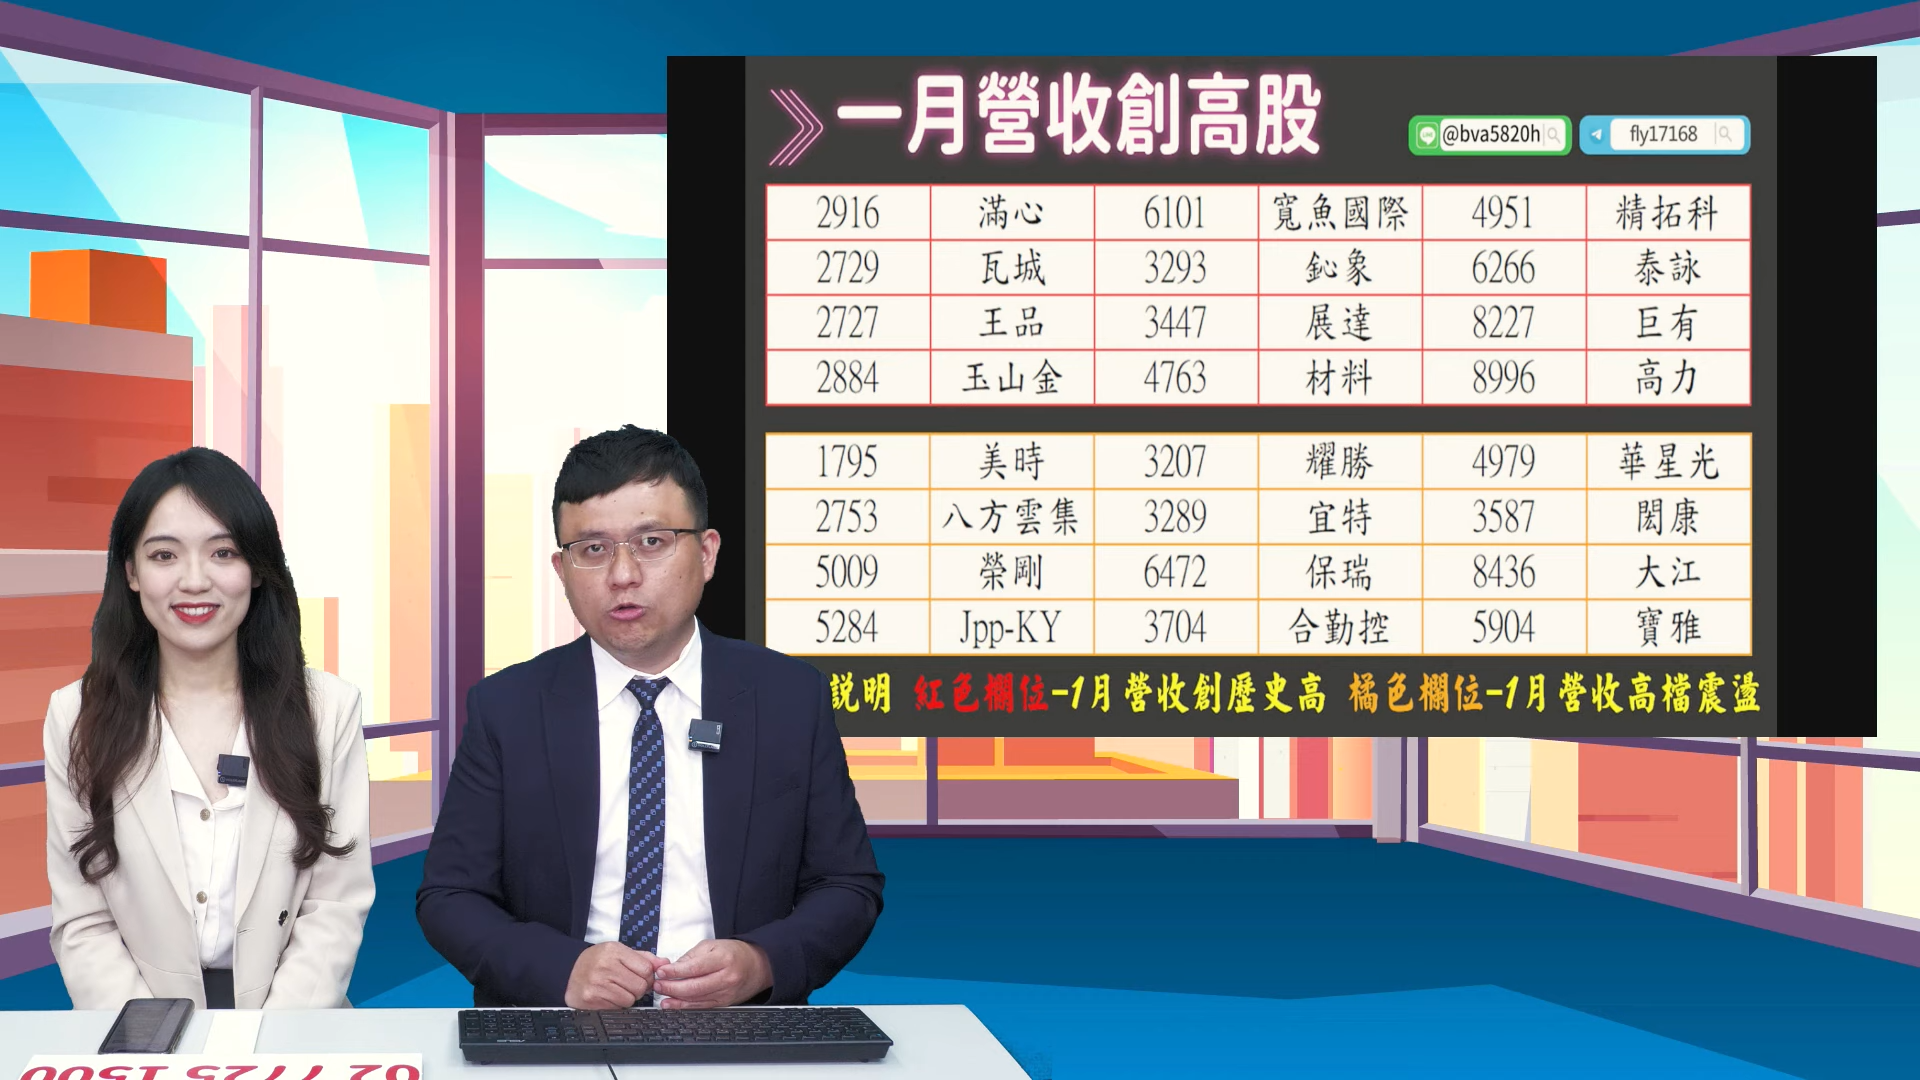 一月營收創高股
@bva5820h
fly17168
2916 滿心 6101 寬魚國際 4951 精拓科
2729 瓦城 3293 鈊象 6266 泰詠
2727 王品 3447 展達 8227 巨有
2884 玉山金 4763 材料 8996 高力
1795 美時 3207 耀勝 4979 華星光
2753 八方雲集 3289 宜特 3587 閎康
5009 榮剛 6472 保瑞 8436 大江
5284 Jpp-KY 3704 合勤控 5904 寶雅
說明 紅色欄位-1月營收創歷史高 橘色欄位-1月營收高檔震盪
02 7725 1500